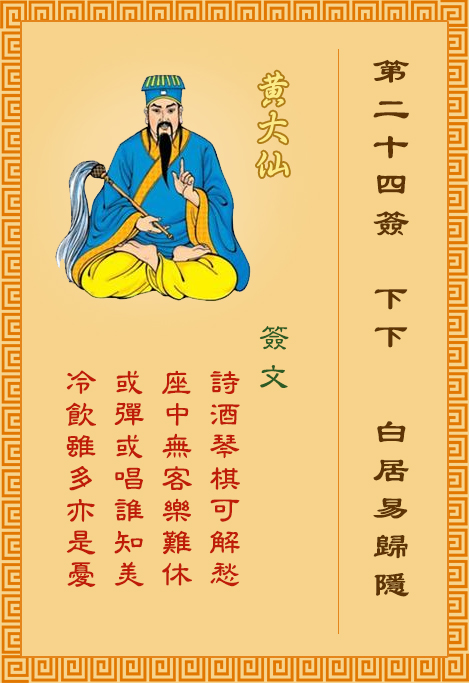 第二十四簽 下下 白居易歸隱
黃大仙
簽文
詩酒琴棋可解愁
座中無客樂難休
或彈或唱誰知美
冷飲雖多亦是憂